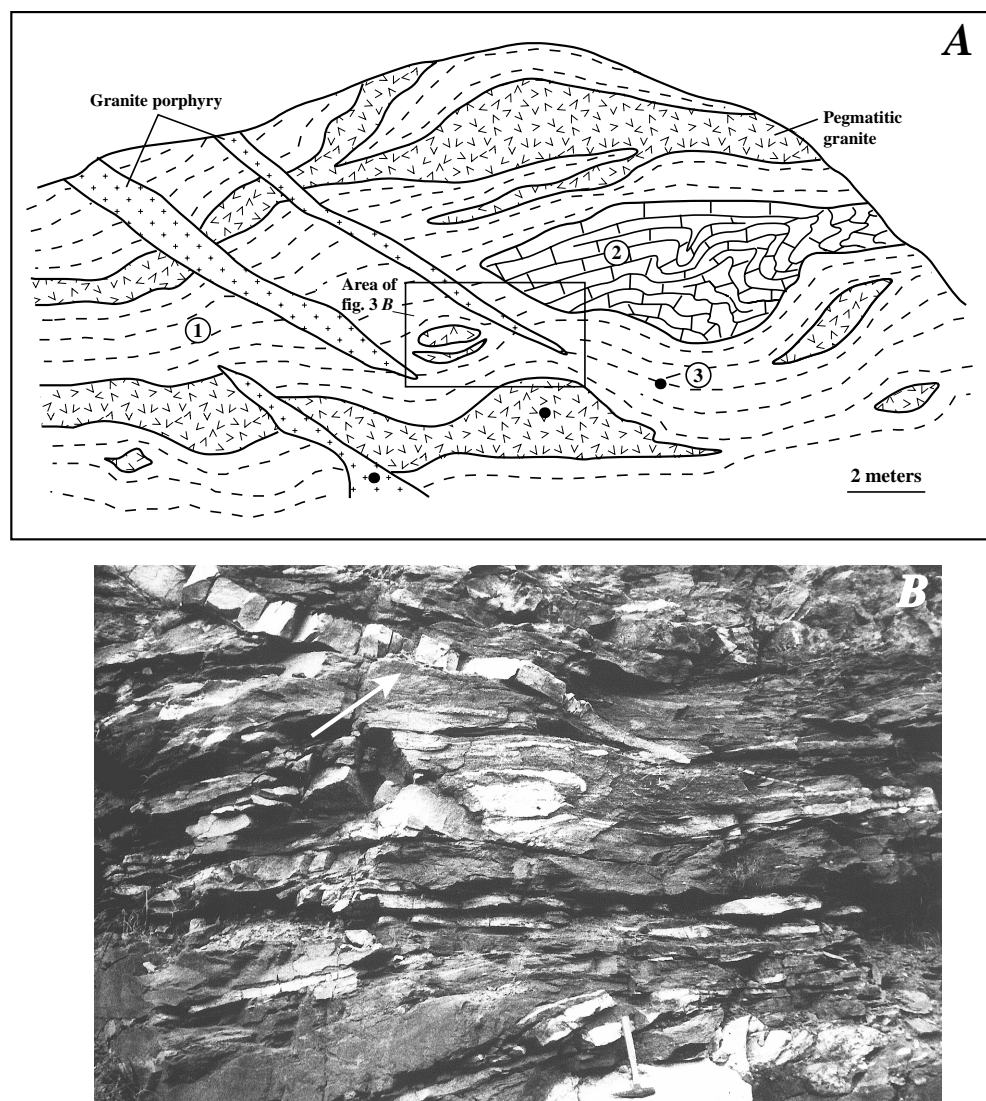 A
Granite porphyry
Pegmatitic
granite
2
Area of
fig. 3 B
1
3
2 meters
B